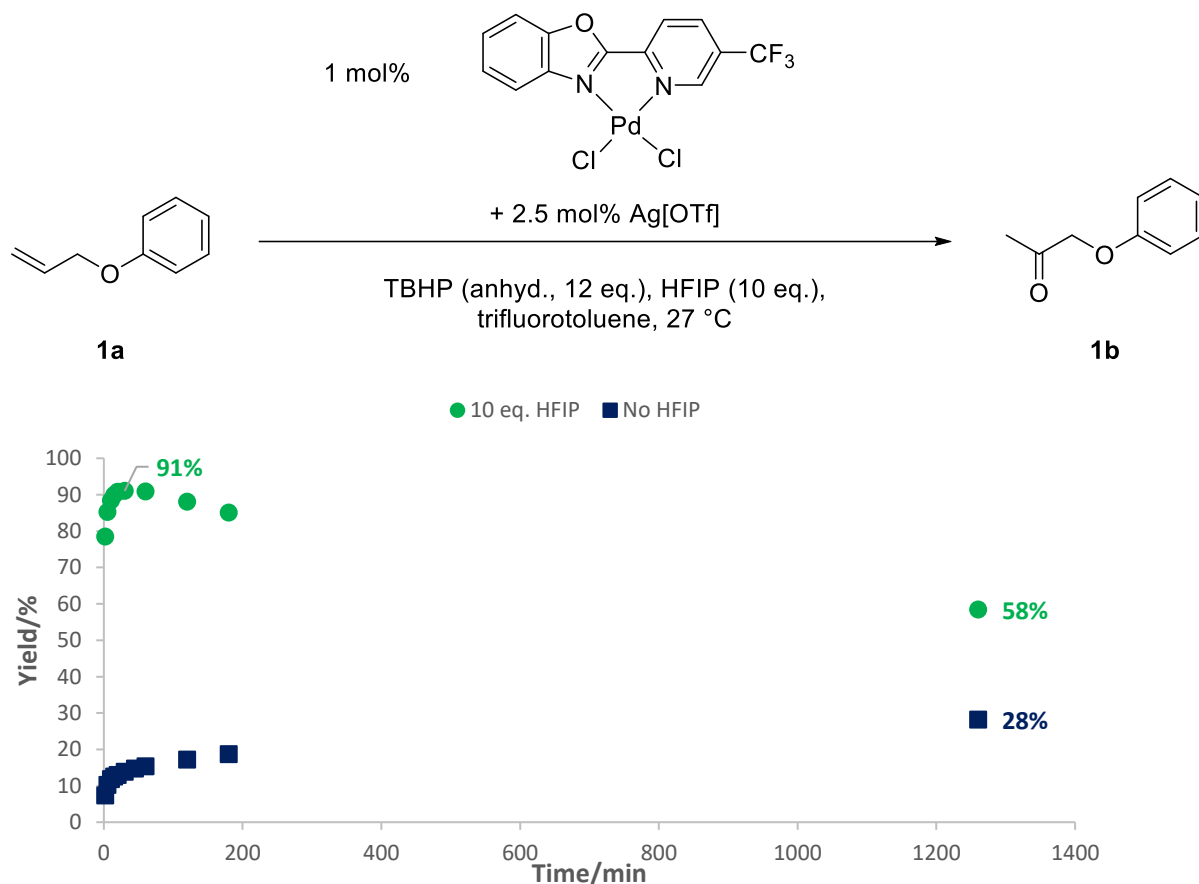 1 mol%
O
N
N
CF3
Pd
Cl
Cl
+ 2.5 mol% Ag[OTf]
O
TBHP (anhyd., 12 eq.), HFIP (10 eq.),
trifluorotoluene, 27 °C
O
O
1a
1b
10 eq. HFIP
No HFIP
100
91%
90
80
70
60
58%
50
40
30
28%
20
10
0
0
200
400
600
800
1000
1200
1400
Yield/%
Time/min